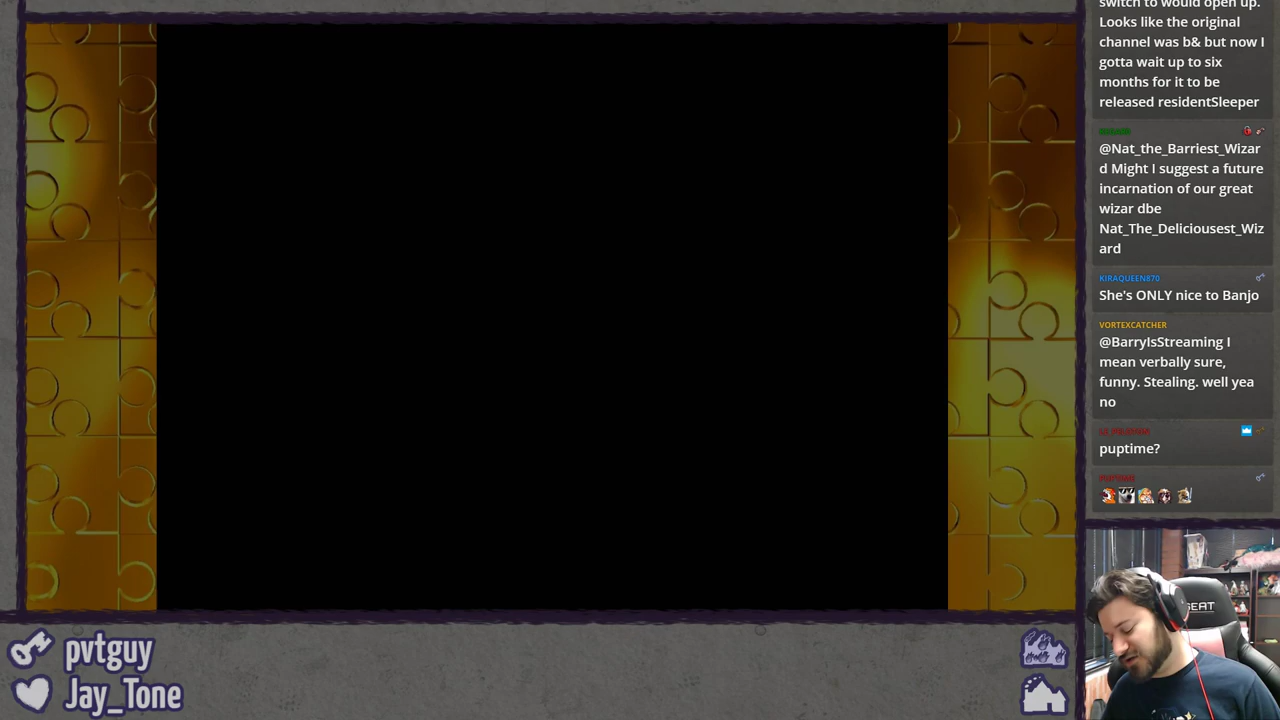 switch to would open up.
Looks like the original
channel was b& but now I
gotta wait up to six
months for it to be
released residentSleeper
@Nat_the_Barriest_Wizar
d Might I suggest a future
incarnation of our great
wizar dbe
Nat_The_Deliciousest_Wiz
ard
KIRAQUEEN870
She's ONLY nice to Banjo
VORTEXCATCHER
@BarryIsStreaming I
mean verbally sure,
funny. Stealing. well yea
no
puptime?
pvtguy
Jay_Tone